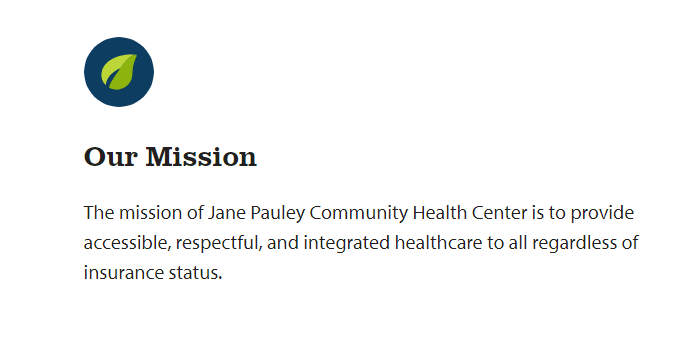 Our Mission
The mission of Jane Pauley Community Health Center is to provide
accessible, respectful, and integrated healthcare to all regardless of
insurance status.